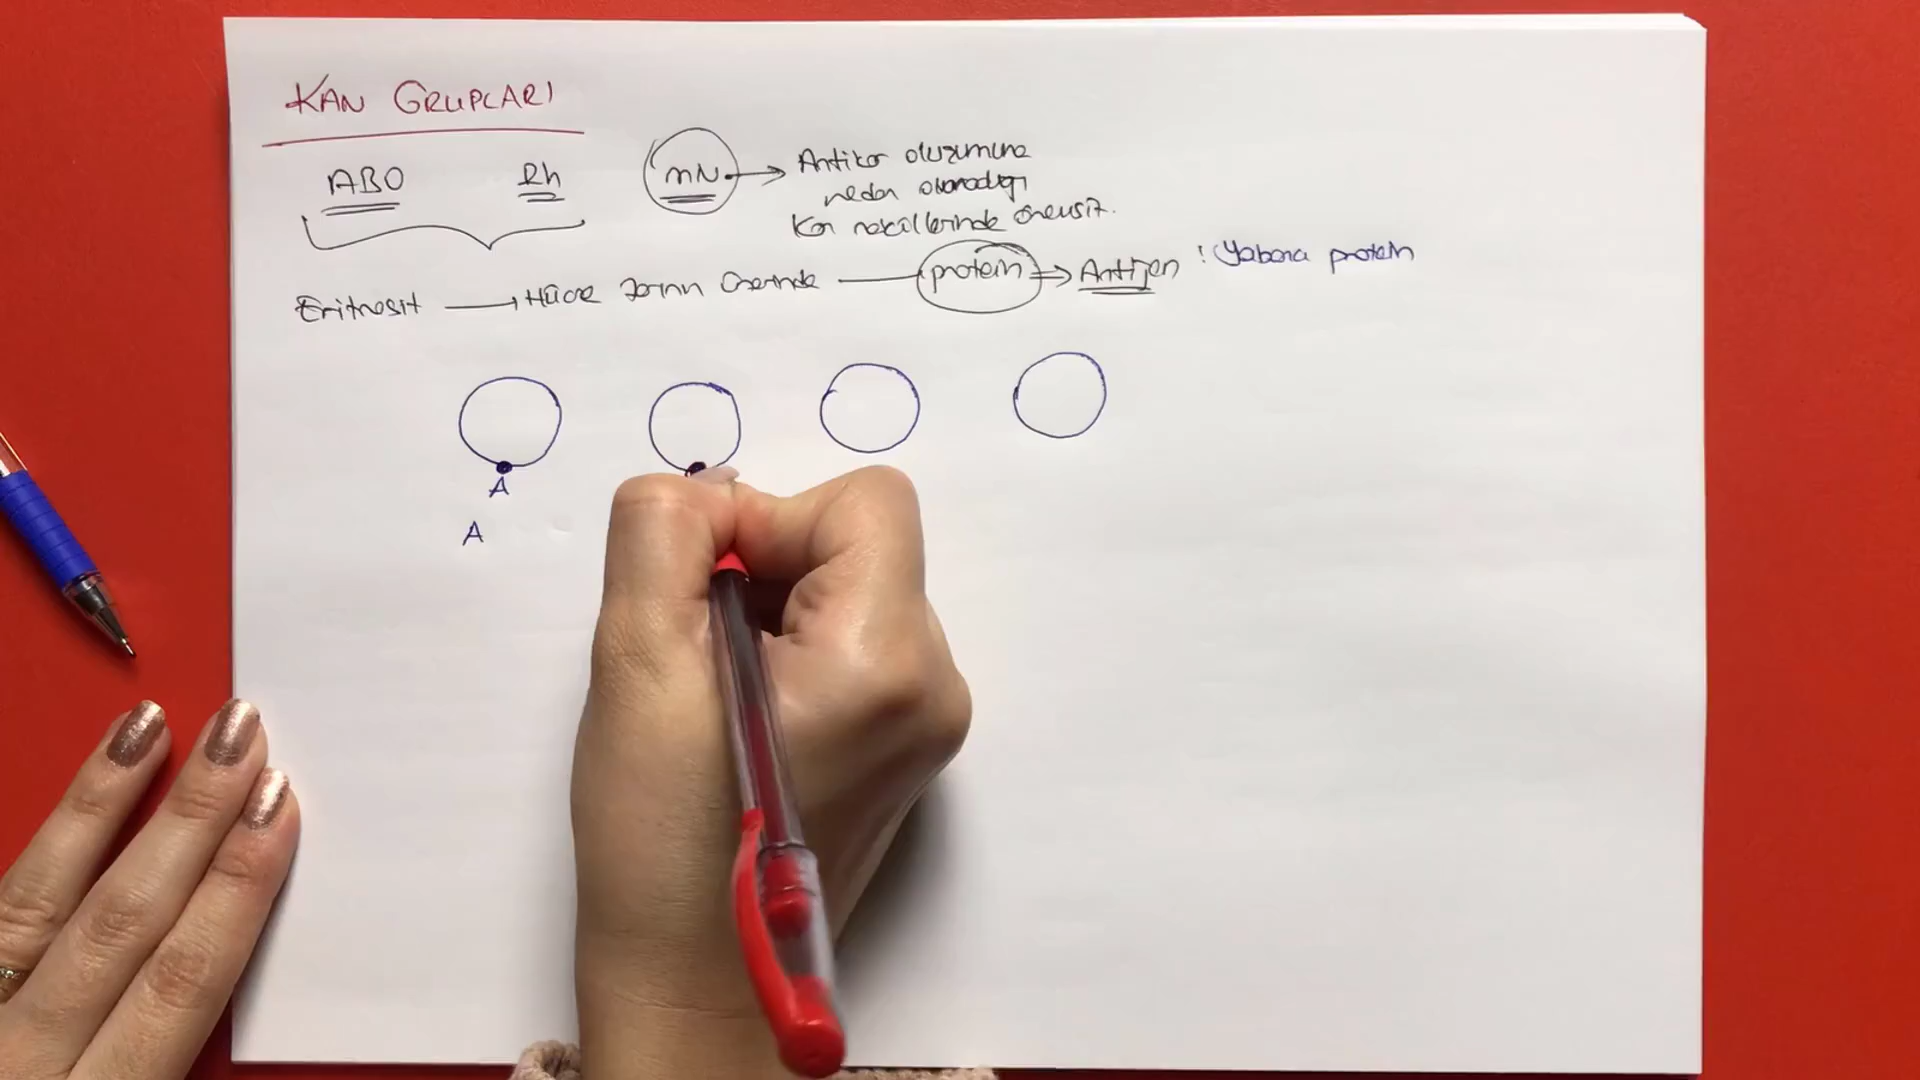 KAN GRUPLARI
ABO Rh MN → Antikor oluşumuna
neden olmadığı
Kan nakillerinde önemsiz.
Eritrosit → Hücre zarının üzerinde — protein → Antijen : Yabancı protein
A
A